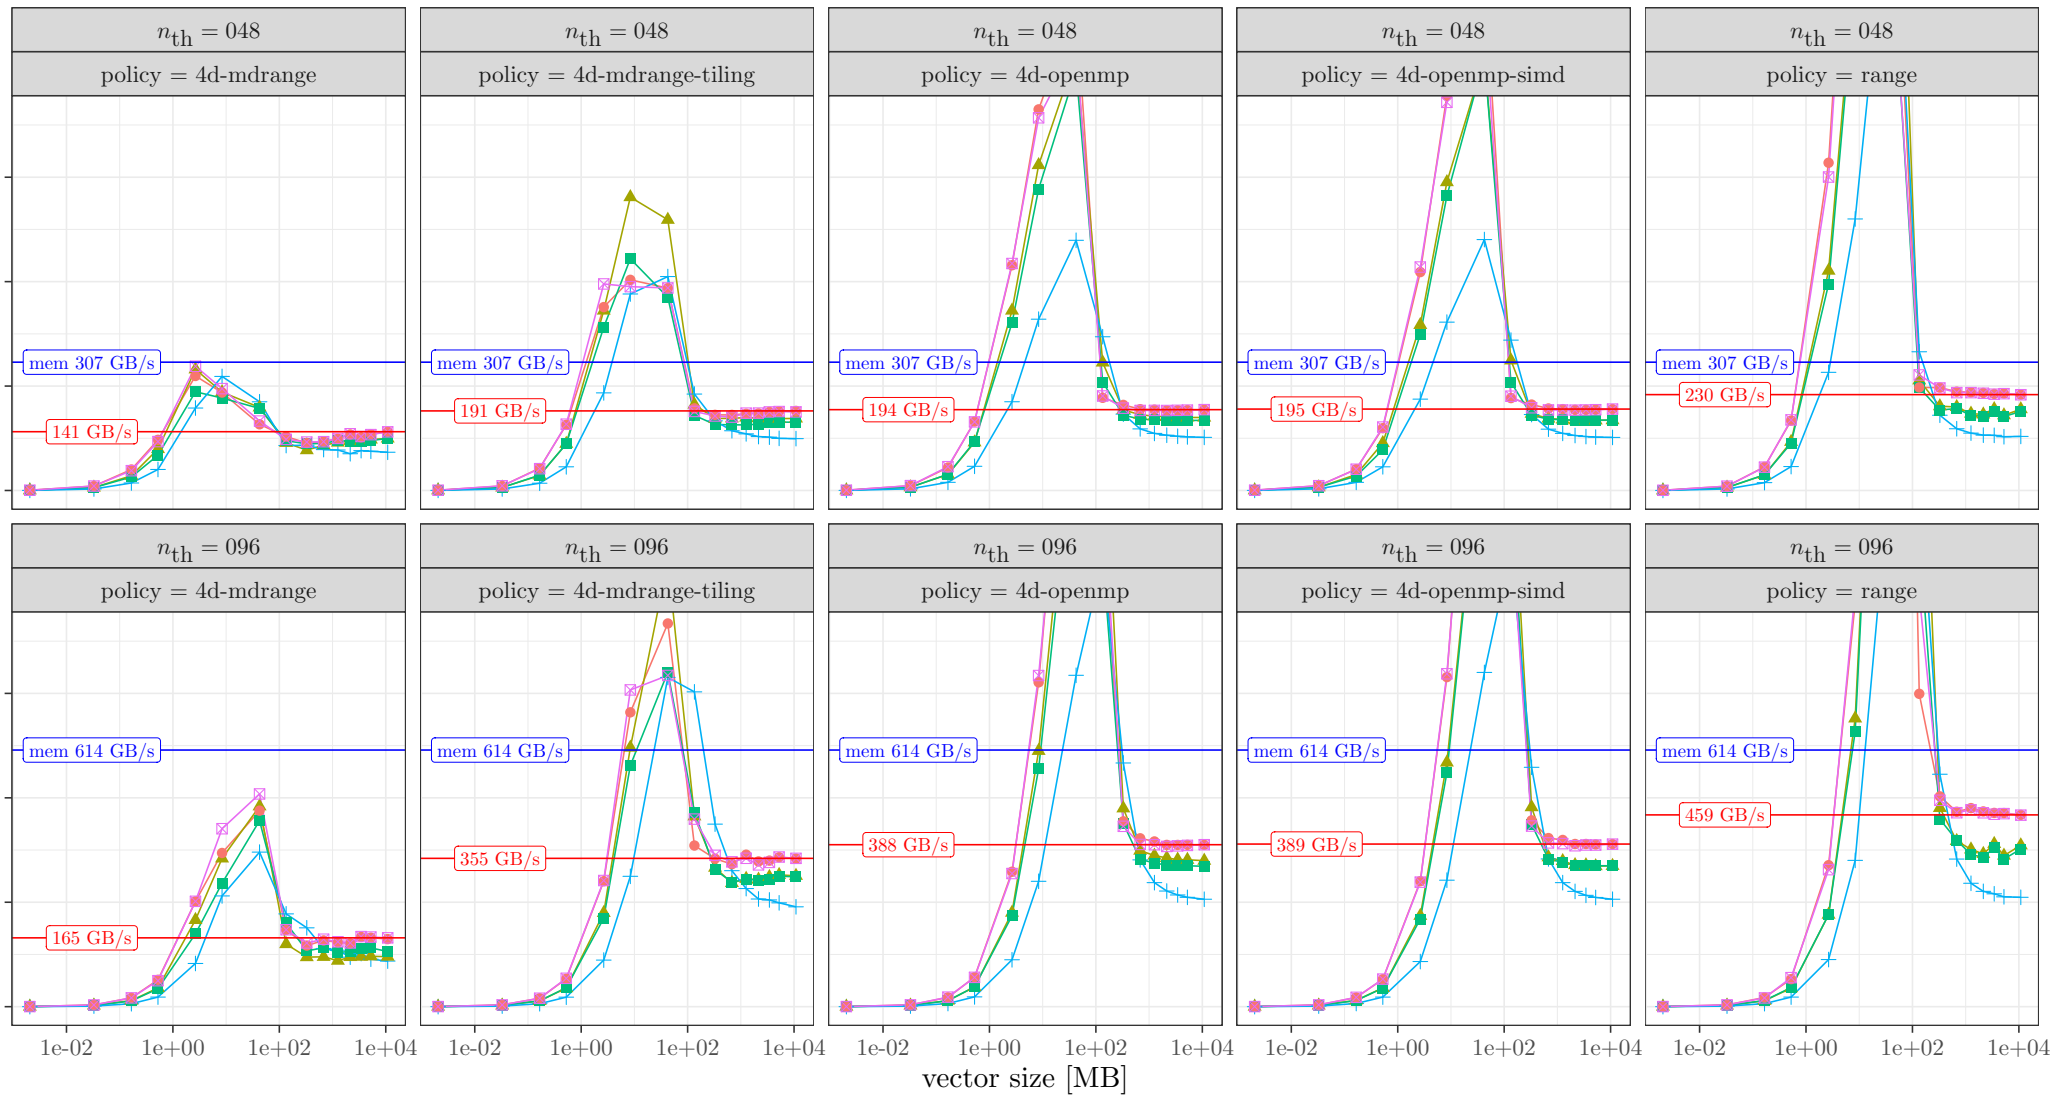 n_th = 048
n_th = 048
n_th = 048
n_th = 048
n_th = 048
policy = 4d-mdrange
policy = 4d-mdrange-tiling
policy = 4d-openmp
policy = 4d-openmp-simd
policy = range
mem 307 GB/s
mem 307 GB/s
mem 307 GB/s
mem 307 GB/s
mem 307 GB/s
141 GB/s
191 GB/s
194 GB/s
195 GB/s
230 GB/s
n_th = 096
n_th = 096
n_th = 096
n_th = 096
n_th = 096
policy = 4d-mdrange
policy = 4d-mdrange-tiling
policy = 4d-openmp
policy = 4d-openmp-simd
policy = range
mem 614 GB/s
mem 614 GB/s
mem 614 GB/s
mem 614 GB/s
mem 614 GB/s
165 GB/s
355 GB/s
388 GB/s
389 GB/s
459 GB/s
1e-02 1e+00 1e+02 1e+04
1e-02 1e+00 1e+02 1e+04
1e-02 1e+00 1e+02 1e+04
1e-02 1e+00 1e+02 1e+04
1e-02 1e+00 1e+02 1e+04
vector size [MB]